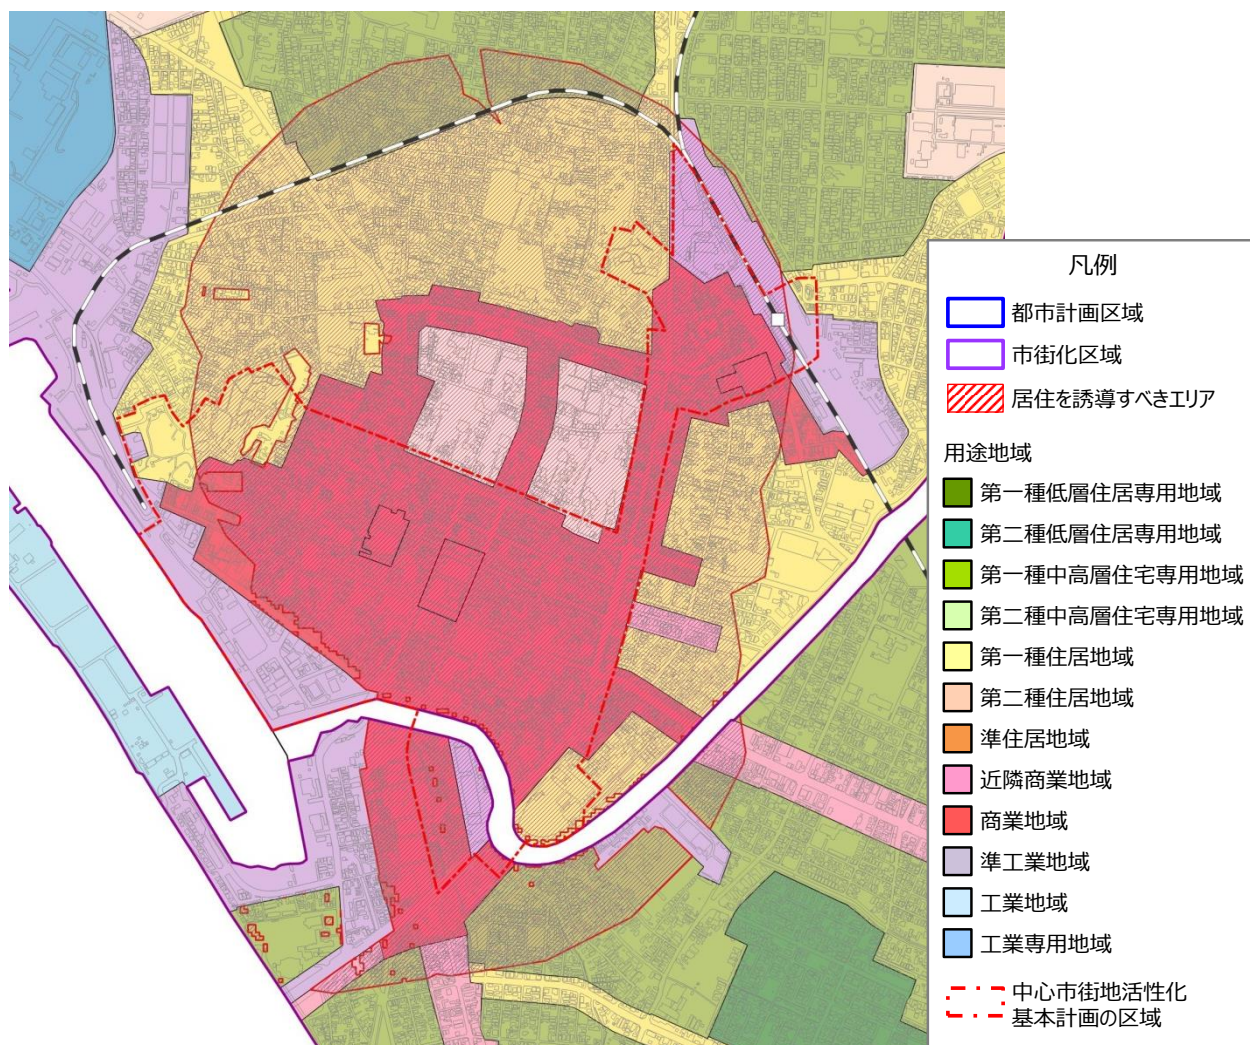 凡例
都市計画区域
市街化区域
居住を誘導すべきエリア
用途地域
第一種低層住居専用地域
第二種低層住居専用地域
第一種中高層住宅専用地域
第二種中高層住宅専用地域
第一種住居地域
第二種住居地域
準住居地域
近隣商業地域
商業地域
準工業地域
工業地域
工業専用地域
中心市街地活性化
基本計画の区域